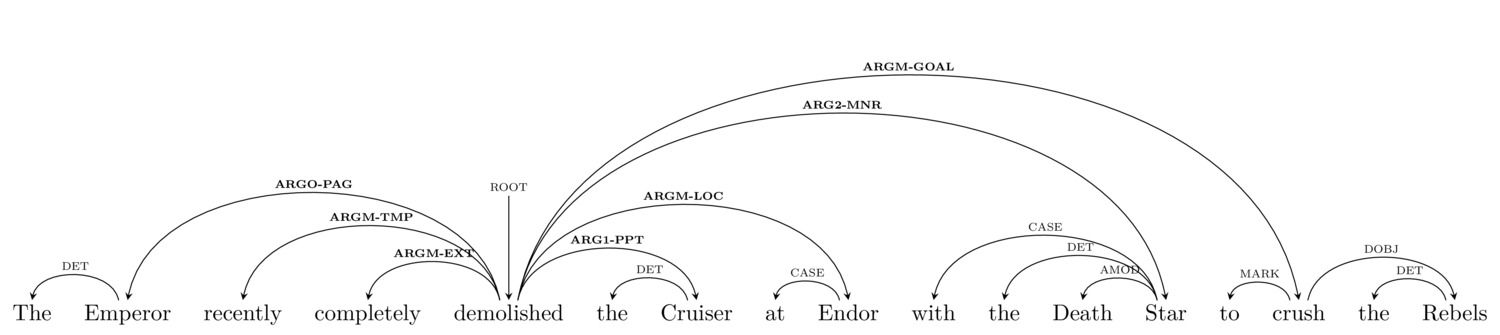 ARGM-GOAL
ARG2-MNR
ARG0-PAG
ROOT
ARGM-LOC
ARGM-TMP
CASE
ARG1-PPT
DET
DOBJ
ARGM-EXT
DET
DET
CASE
AMOD
MARK
DET
The Emperor recently completely demolished the Cruiser at Endor with the Death Star to crush the Rebels